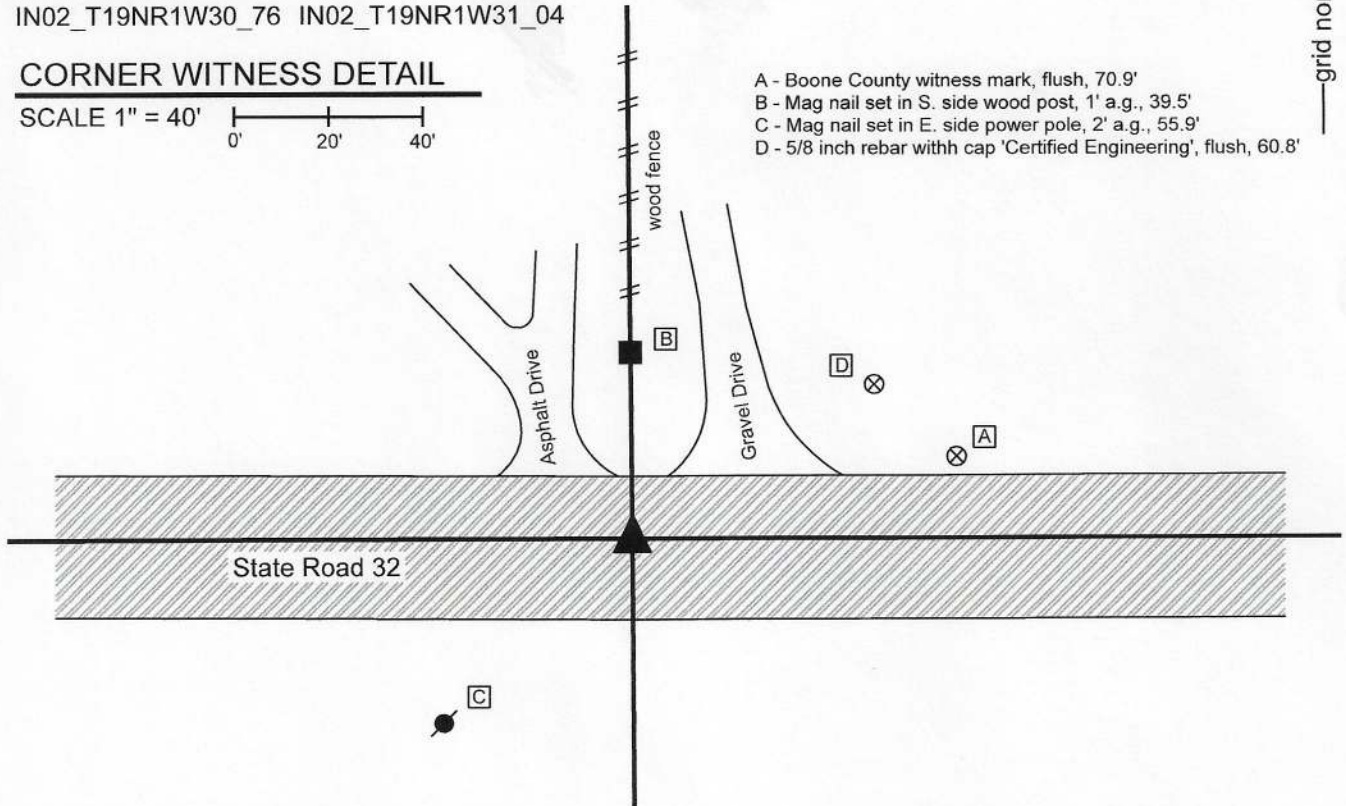 IN02_T19NR1W30_76 IN02_T19NR1W31_04
CORNER WITNESS DETAIL
SCALE 1" = 40'
0' 20' 40'
A - Boone County witness mark, flush, 70.9'
B - Mag nail set in S. side wood post, 1' a.g., 39.5'
C - Mag nail set in E. side power pole, 2' a.g., 55.9'
D - 5/8 inch rebar withh cap 'Certified Engineering', flush, 60.8'
grid no
wood fence
B
D
A
Asphalt Drive
Gravel Drive
State Road 32
C